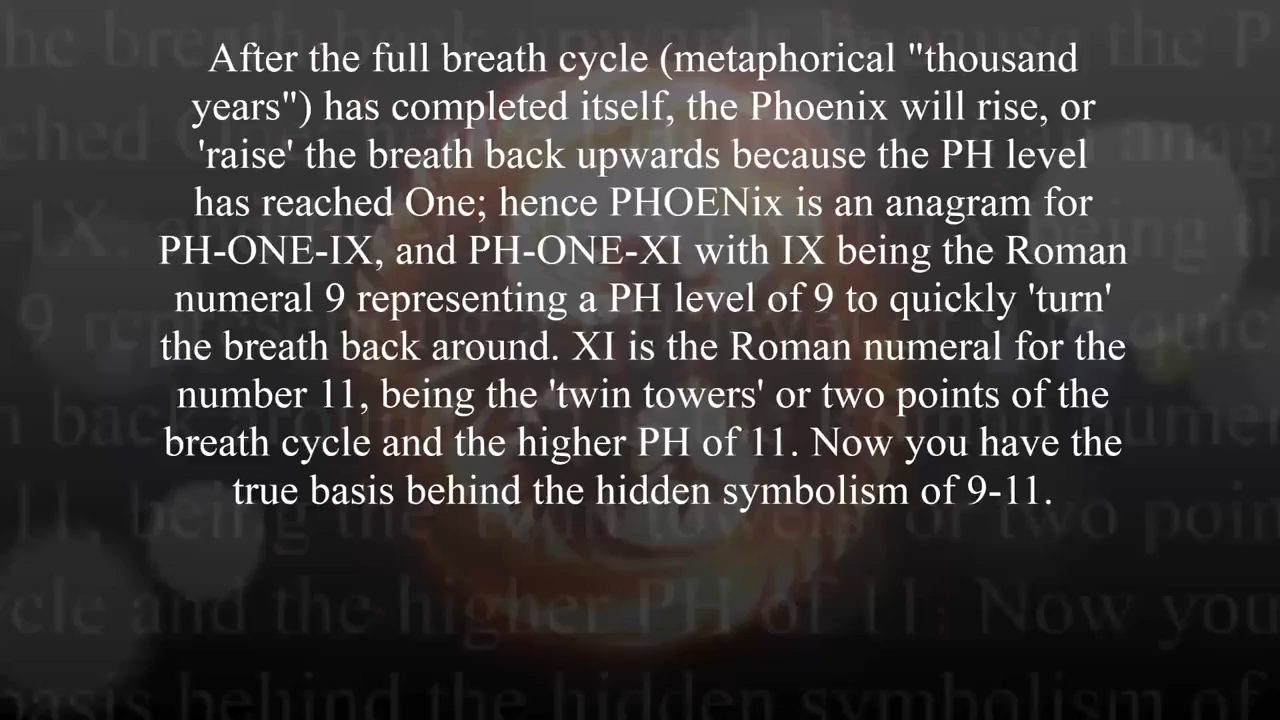 After the full breath cycle (metaphorical "thousand
years") has completed itself, the Phoenix will rise, or
'raise' the breath back upwards because the PH level
has reached One; hence PHOENix is an anagram for
PH-ONE-IX, and PH-ONE-XI with IX being the Roman
numeral 9 representing a PH level of 9 to quickly 'turn'
the breath back around. XI is the Roman numeral for the
number 11, being the 'twin towers' or two points of the
breath cycle and the higher PH of 11. Now you have the
true basis behind the hidden symbolism of 9-11.